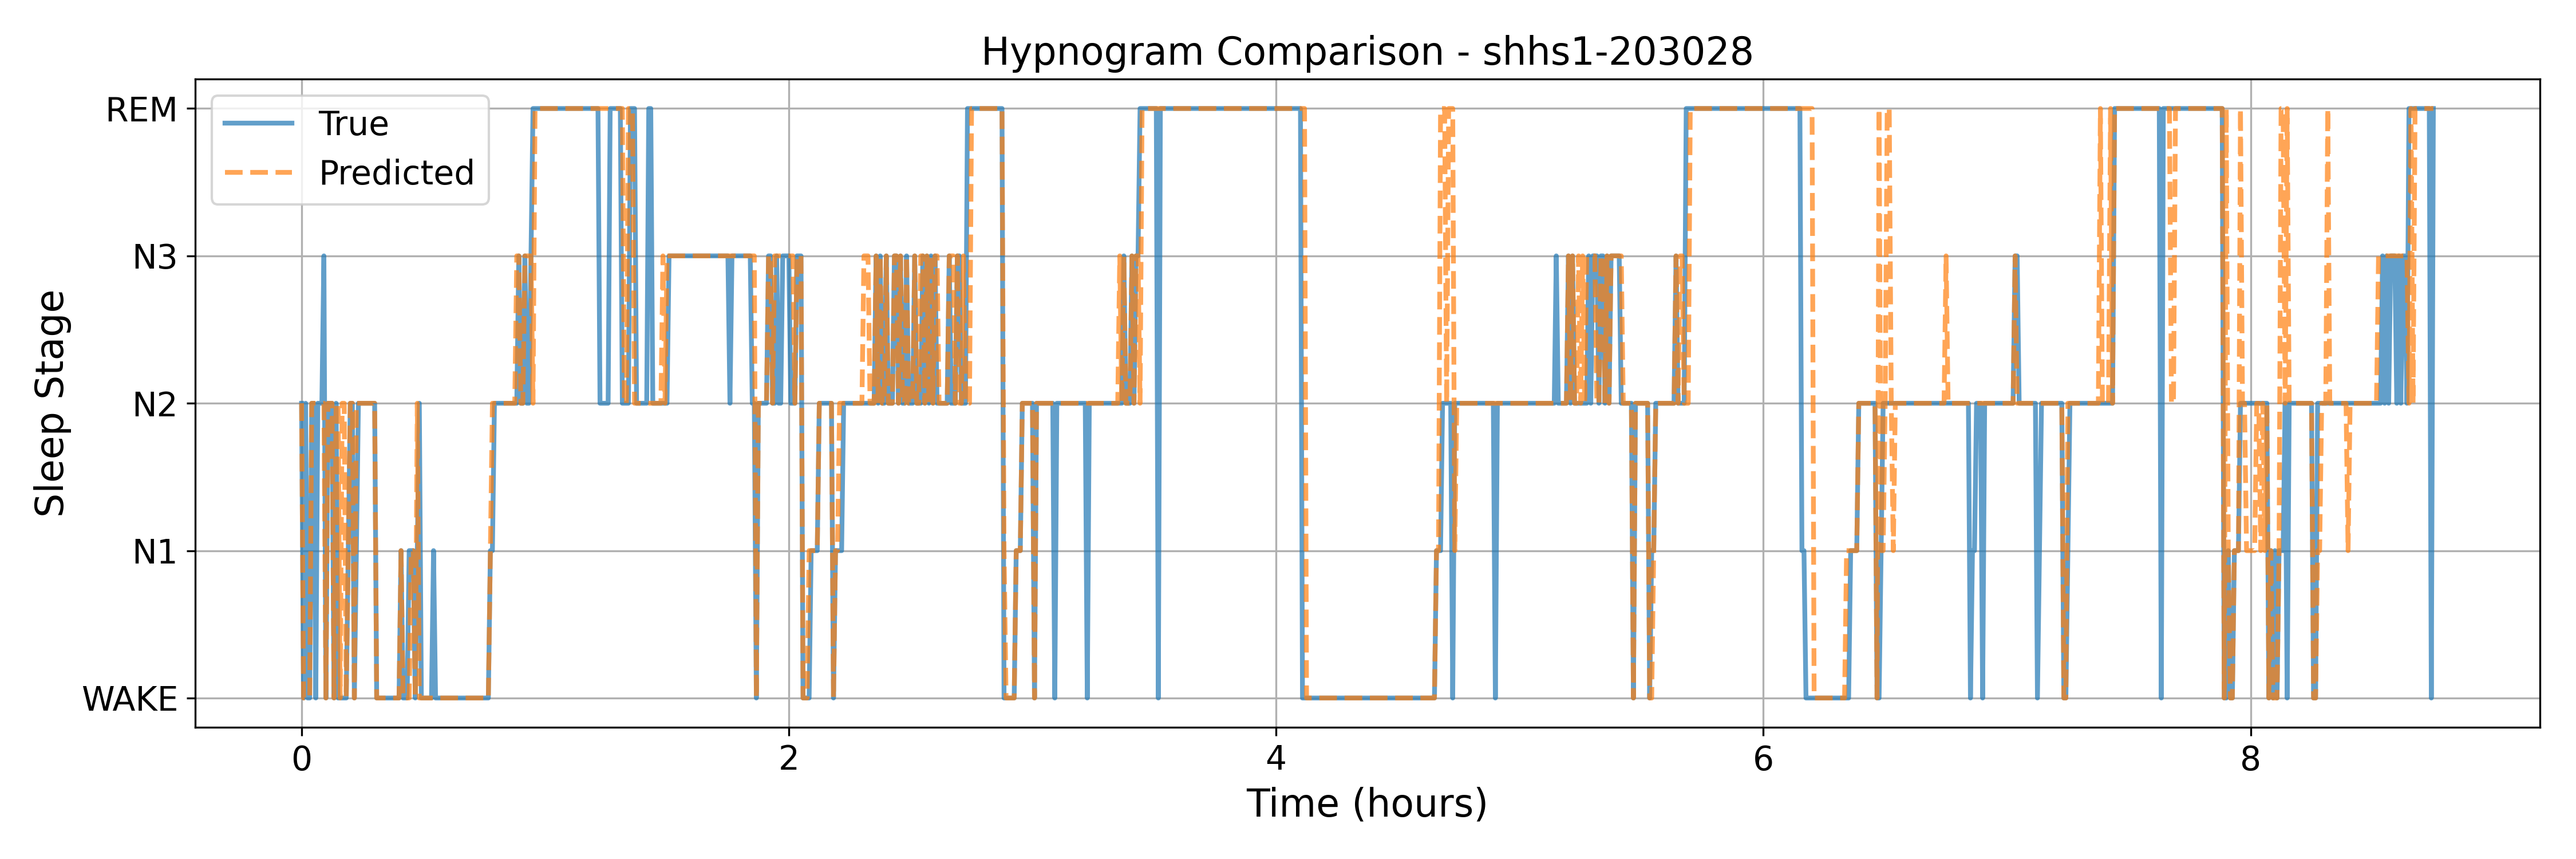 Hypnogram Comparison - shhs1-203028
True
Predicted
Sleep Stage
REM
N3
N2
N1
WAKE
0 2 4 6 8
Time (hours)